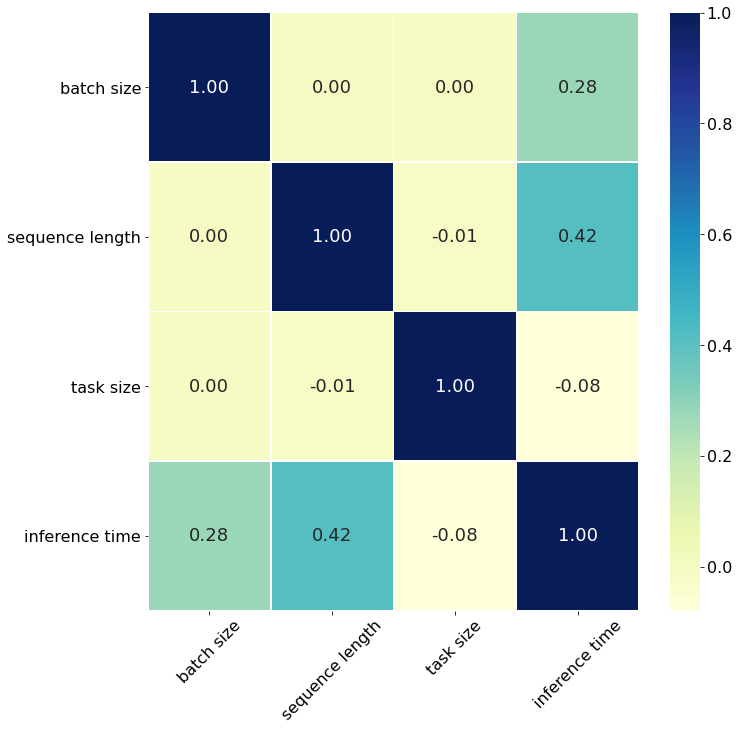 batch size 1.00 0.00 0.00 0.28
sequence length 0.00 1.00 -0.01 0.42
task size 0.00 -0.01 1.00 -0.08
inference time 0.28 0.42 -0.08 1.00
batch size sequence length task size inference time
1.0
0.8
0.6
0.4
0.2
0.0